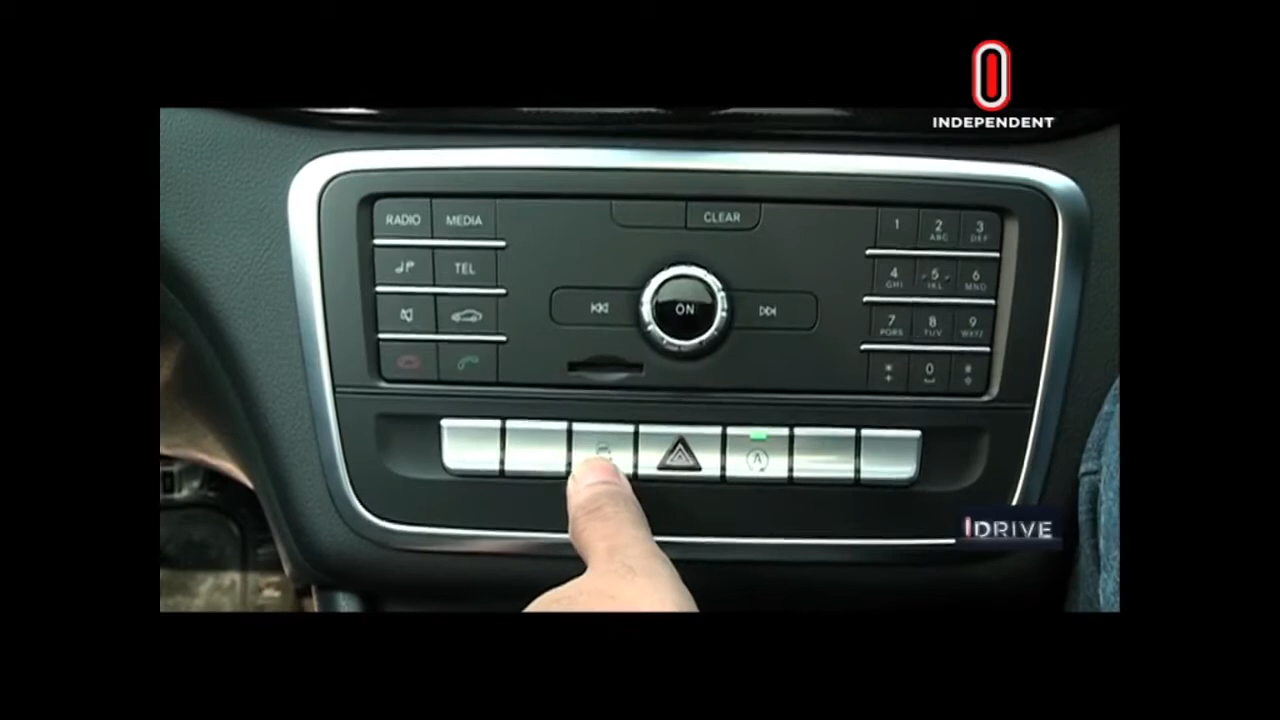 INDEPENDENT
RADIO MEDIA
CLEAR
1 2 ABC 3 DEF
TEL
4 GHI 5 JKL 6 MNO
ON
7 PQRS 8 TUV 9 WXYZ
* + 0 #
A
IDRIVE